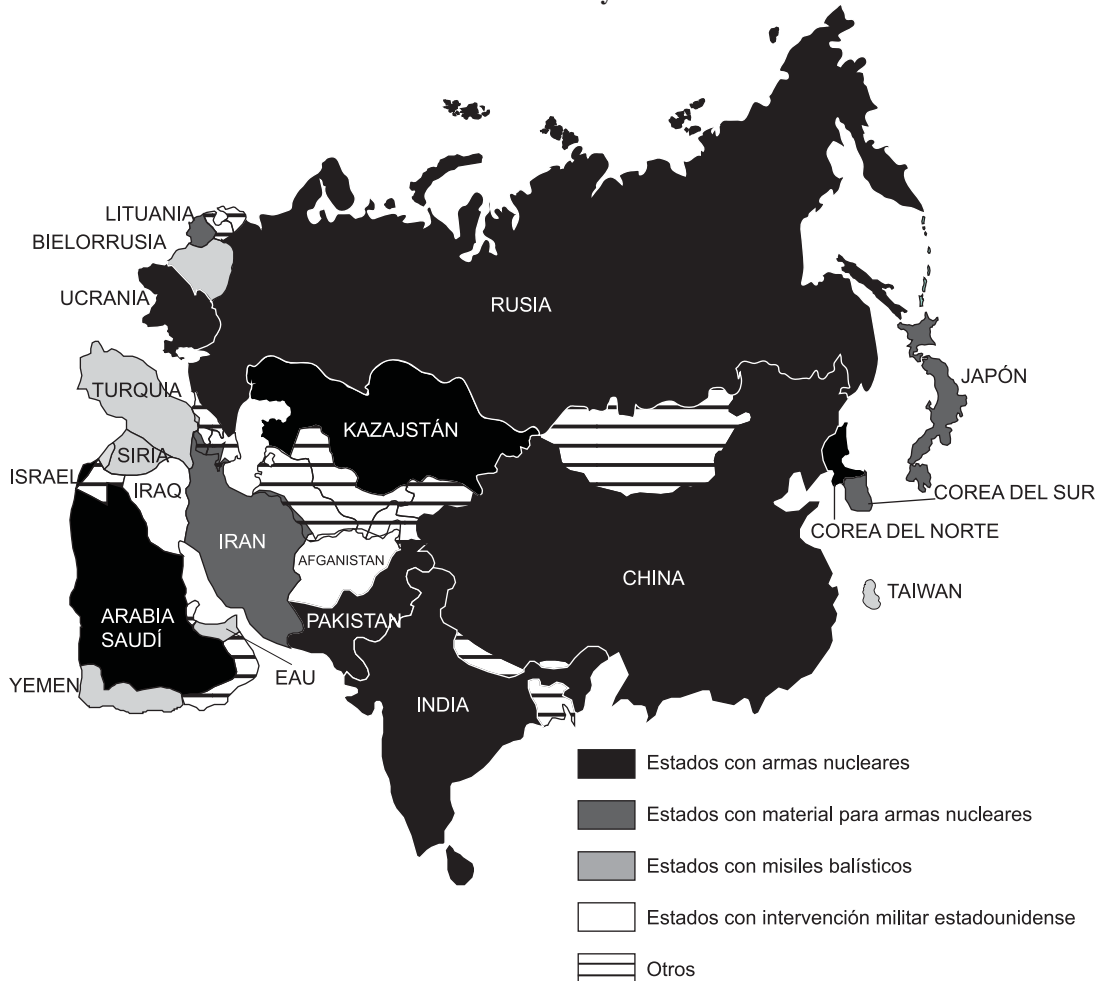 y
LITUANIA
BIELORRUSIA
UCRANIA
RUSIA
TURQUIA
JAPÓN
KAZAJSTÁN
SIRIA
ISRAEL
IRAQ
COREA DEL SUR
COREA DEL NORTE
IRAN
AFGANISTAN
CHINA
TAIWAN
ARABIA
SAUDÍ
PAKISTAN
EAU
YEMEN
INDIA
Estados con armas nucleares
Estados con material para armas nucleares
Estados con misiles balísticos
Estados con intervención militar estadounidense
Otros